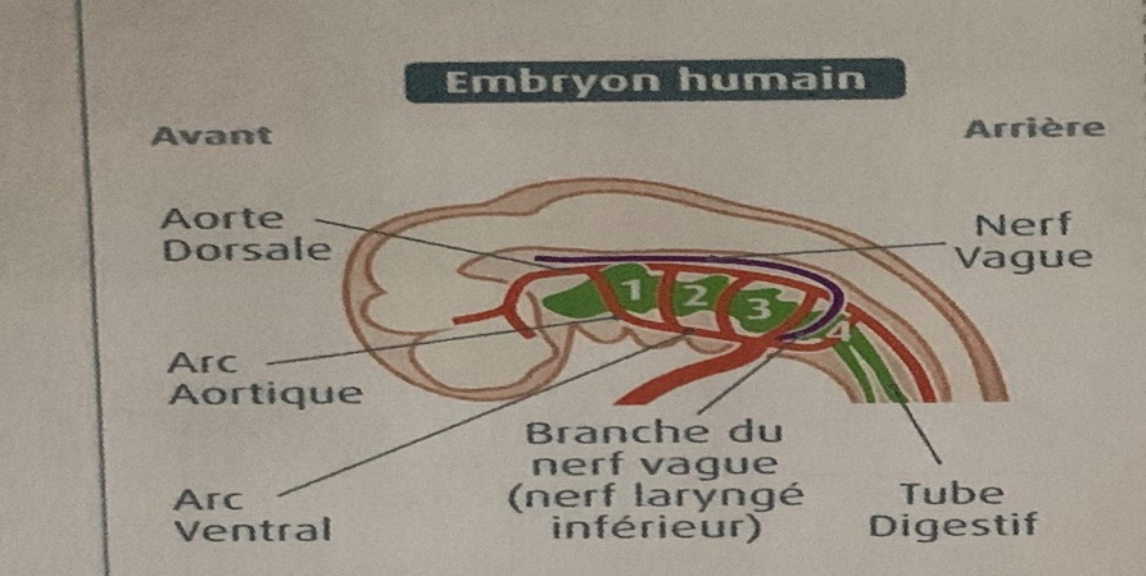 Embryon humain
Avant
Arrière
Aorte
Dorsale
Nerf
Vague
1
2
3
4
Arc
Aortique
Branche du
nerf vague
(nerf laryngé
inférieur)
Arc
Ventral
Tube
Digestif